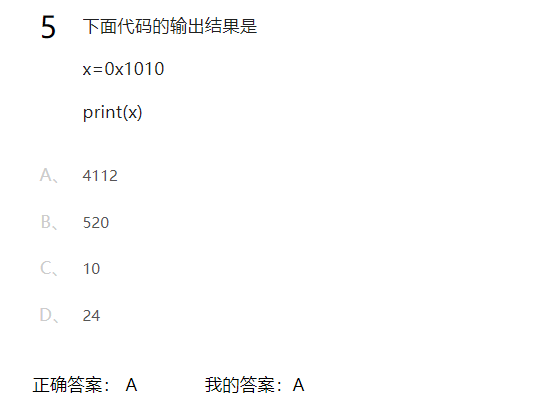 5 下面代码的输出结果是
x=0x1010
print(x)
A、 4112
B、 520
C、 10
D、 24
正确答案： A 我的答案：A